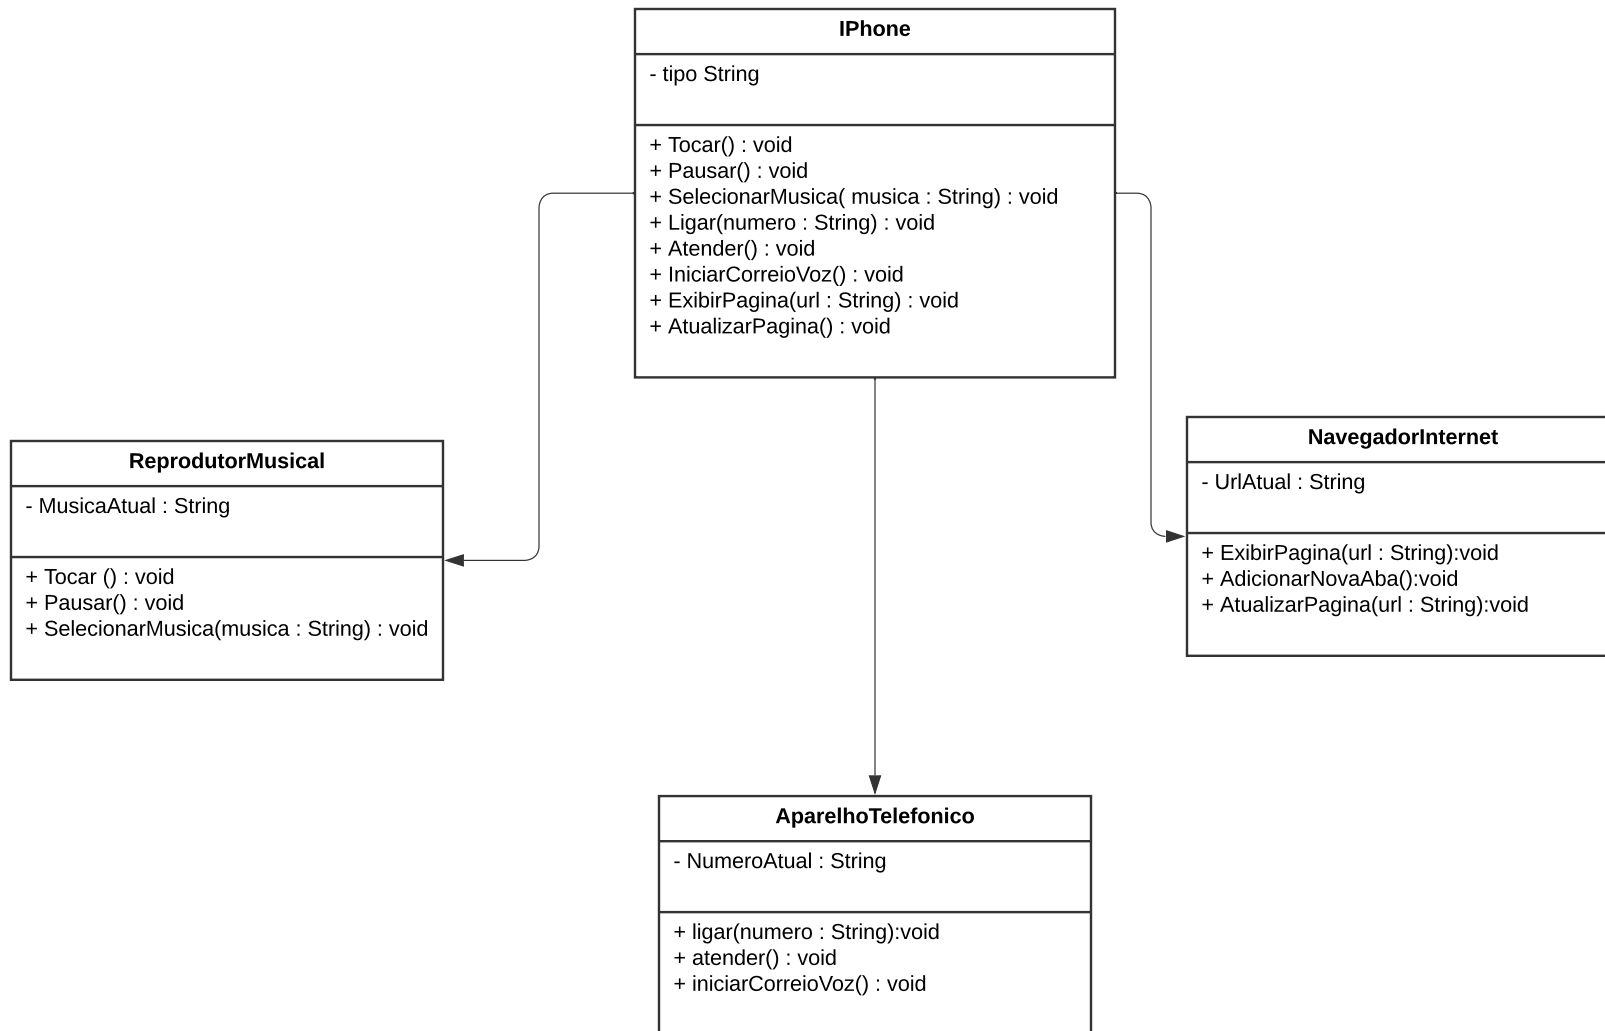 IPhone
- tipo String
+ Tocar() : void
+ Pausar() : void
+ SelecionarMusica( musica : String) : void
+ Ligar(numero : String) : void
+ Atender() : void
+ IniciarCorreioVoz() : void
+ ExibirPagina(url : String) : void
+ AtualizarPagina() : void
ReprodutorMusical
- MusicaAtual : String
+ Tocar () : void
+ Pausar() : void
+ SelecionarMusica(musica : String) : void
NavegadorInternet
- UrlAtual : String
+ ExibirPagina(url : String):void
+ AdicionarNovaAba():void
+ AtualizarPagina(url : String):void
AparelhoTelefonico
- NumeroAtual : String
+ ligar(numero : String):void
+ atender() : void
+ iniciarCorreioVoz() : void